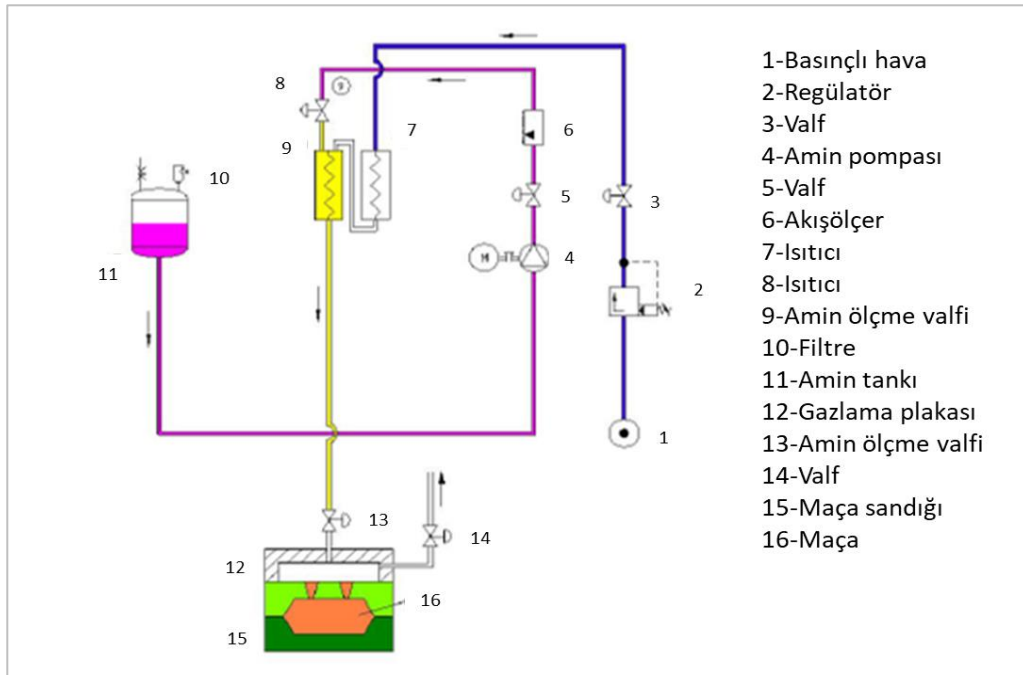 8
9
7
10
11
6
5
4
3
2
1
M
13
14
12
16
15
1-Basınçlı hava
2-Regülatör
3-Valf
4-Amin pompası
5-Valf
6-Akışölçer
7-Isıtıcı
8-Isıtıcı
9-Amin ölçme valfi
10-Filtre
11-Amin tankı
12-Gazlama plakası
13-Amin ölçme valfi
14-Valf
15-Maça sandığı
16-Maça